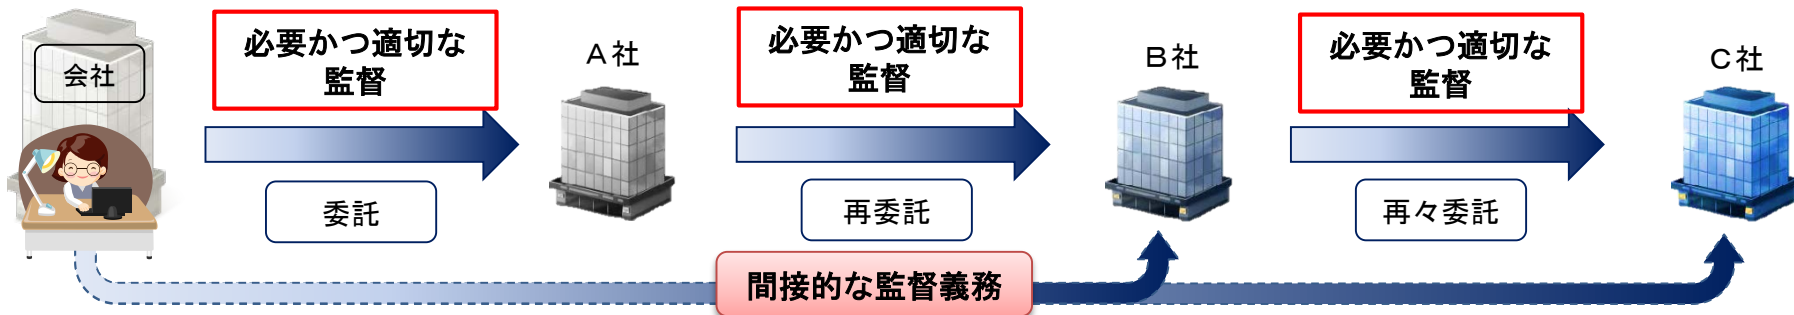 会社
必要かつ適切な
監督
委託
Ａ社
必要かつ適切な
監督
再委託
Ｂ社
必要かつ適切な
監督
再々委託
Ｃ社
間接的な監督義務